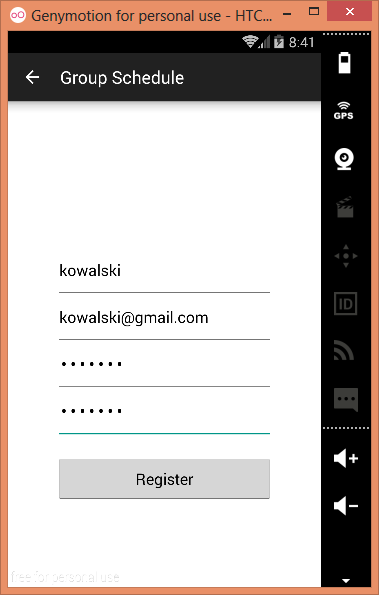 Genymotion for personal use - HTC...
8:41
Group Schedule
GPS
kowalski
kowalski@gmail.com
•••••••
•••••••
ID
Register
free for personal use